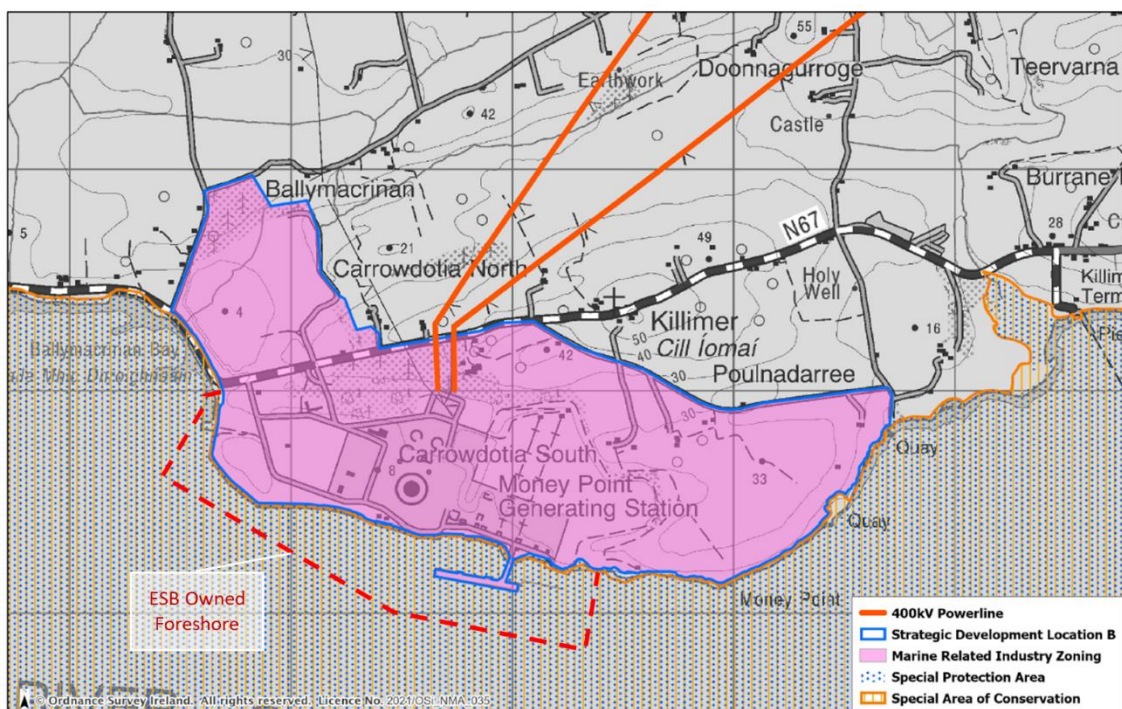 30
55
Doonnagurroge
Teervarna
Earthwork
42
Castle
Ballymacrinan
Burrane
N67
28
5
21
49
Carrowdotia North
Holy
Well
Killim
Term
4
Killimer
Cill Íomaí
16
Ballymacrinan Bay
42
50
40
30
Poulnadarree
Pie
Quay
30
8
Carrowdotia South
33
Money Point
Generating Station
Quay
ESB Owned
Foreshore
Money Point
400kV Powerline
Strategic Development Location B
Marine Related Industry Zoning
Special Protection Area
Special Area of Conservation
RIVER
N
© Ordnance Survey Ireland. All rights reserved. Licence No. 2021/OSI_NMA_035